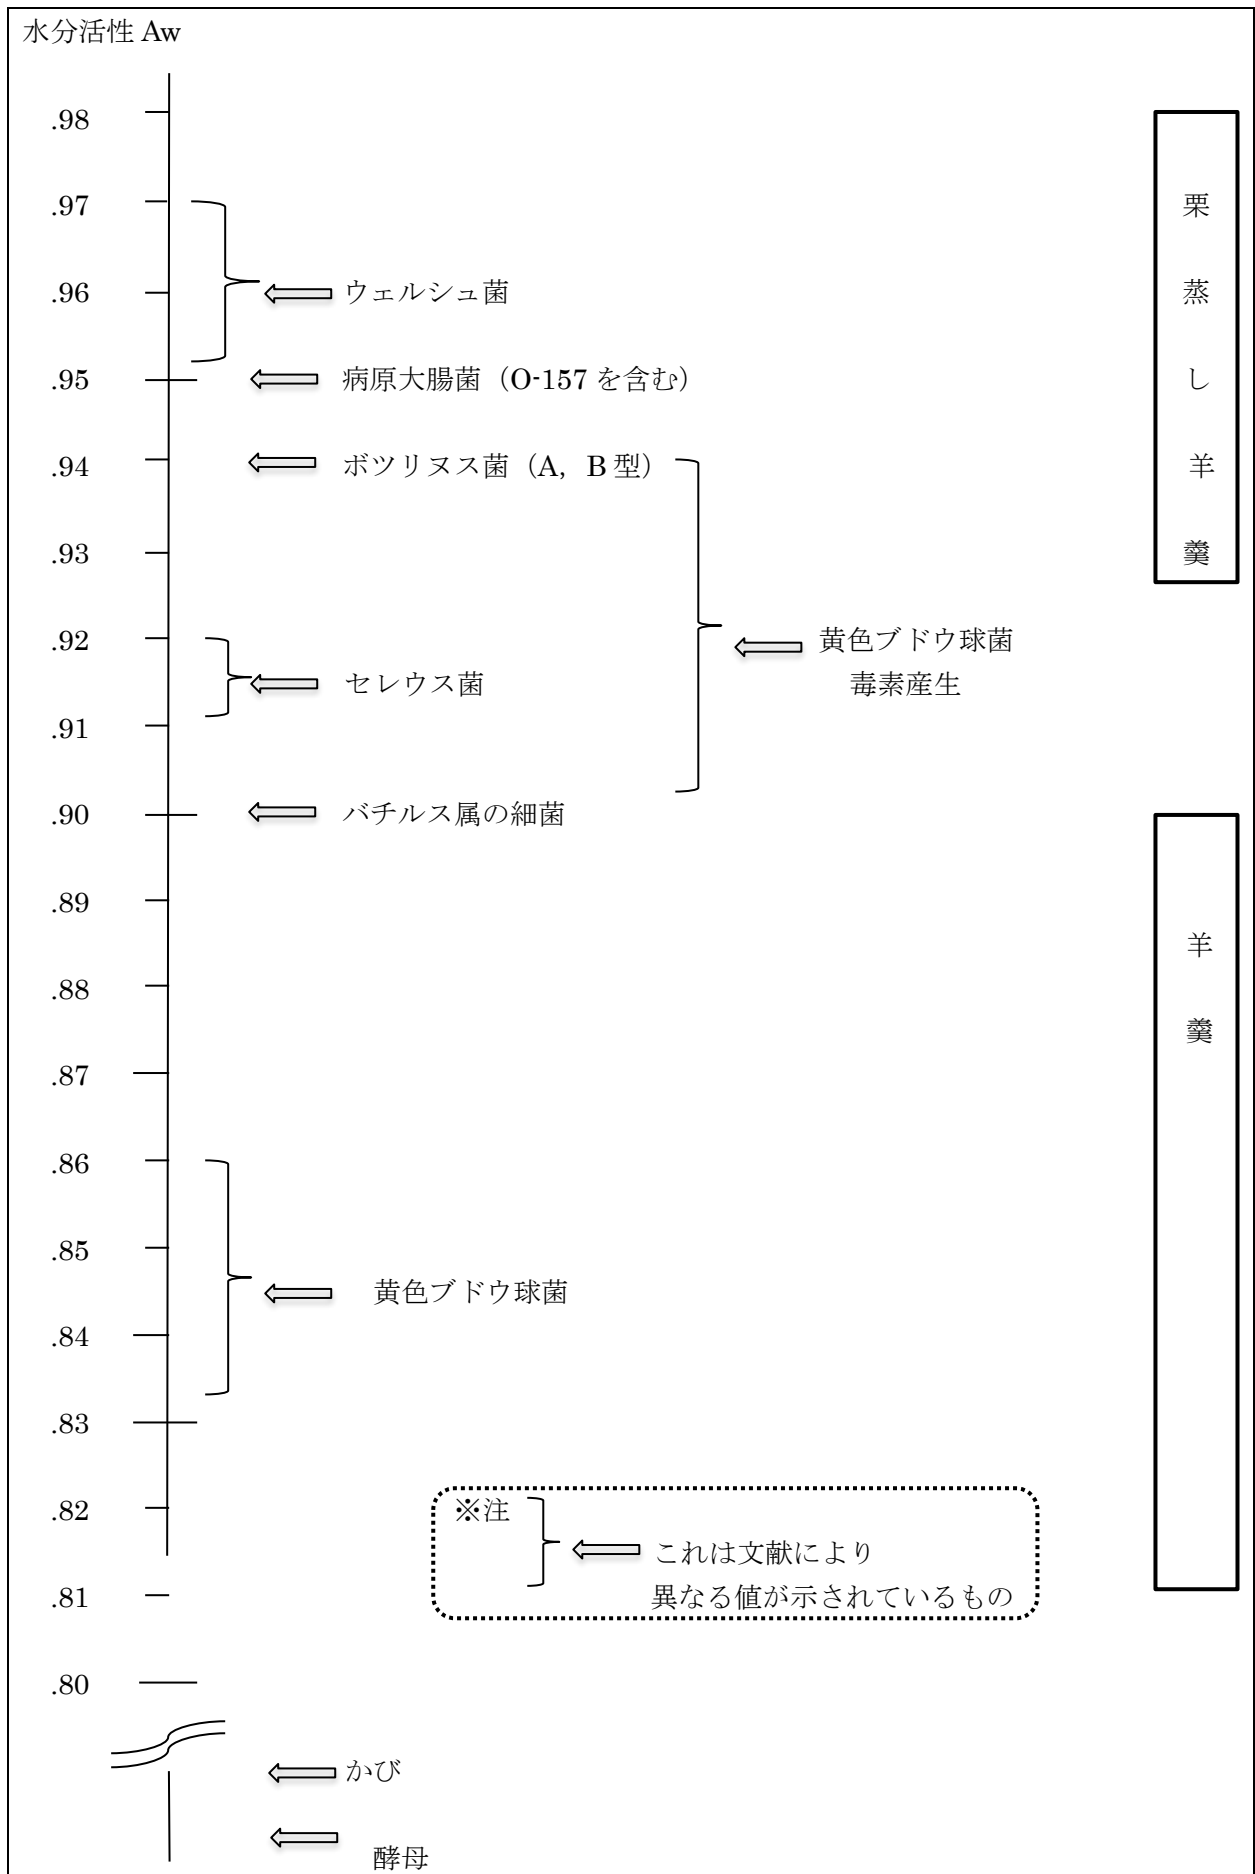 水分活性 Aw
.98
.97
.96
ウェルシュ菌
.95
病原大腸菌（O-157 を含む）
.94
ボツリヌス菌（A，B 型）
.93
.92
黄色ブドウ球菌
毒素産生
セレウス菌
.91
.90
バチルス属の細菌
.89
.88
.87
.86
.85
黄色ブドウ球菌
.84
.83
.82
※注
これは文献により
異なる値が示されているもの
.81
.80
かび
酵母
栗蒸し羊羹
羊羹